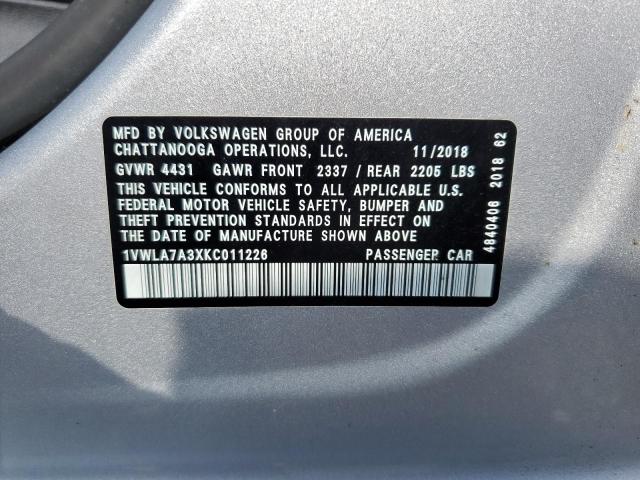 MFD BY VOLKSWAGEN GROUP OF AMERICA
CHATTANOOGA OPERATIONS, LLC. 11/2018
GVWR 4431 GAWR FRONT 2337 / REAR 2205 LBS
THIS VEHICLE CONFORMS TO ALL APPLICABLE U.S.
FEDERAL MOTOR VEHICLE SAFETY, BUMPER AND
THEFT PREVENTION STANDARDS IN EFFECT ON
THE DATE OF MANUFACTURE SHOWN ABOVE
1VWLA7A3XKC011226 PASSENGER CAR
4840406 2018 62